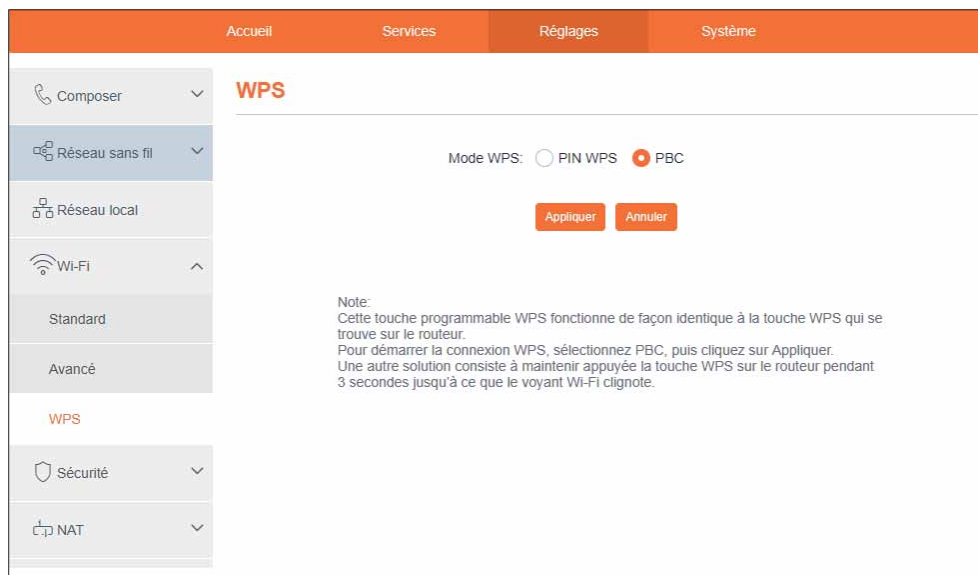 Accueil Services Réglages Système
Composer
Réseau sans fil
Réseau local
Wi-Fi
Standard
Avancé
WPS
Sécurité
NAT
WPS
Mode WPS: PIN WPS PBC
Appliquer Annuler
Note:
Cette touche programmable WPS fonctionne de façon identique à la touche WPS qui se
trouve sur le routeur.
Pour démarrer la connexion WPS, sélectionnez PBC, puis cliquez sur Appliquer.
Une autre solution consiste à maintenir appuyée la touche WPS sur le routeur pendant
3 secondes jusqu'à ce que le voyant Wi-Fi clignote.